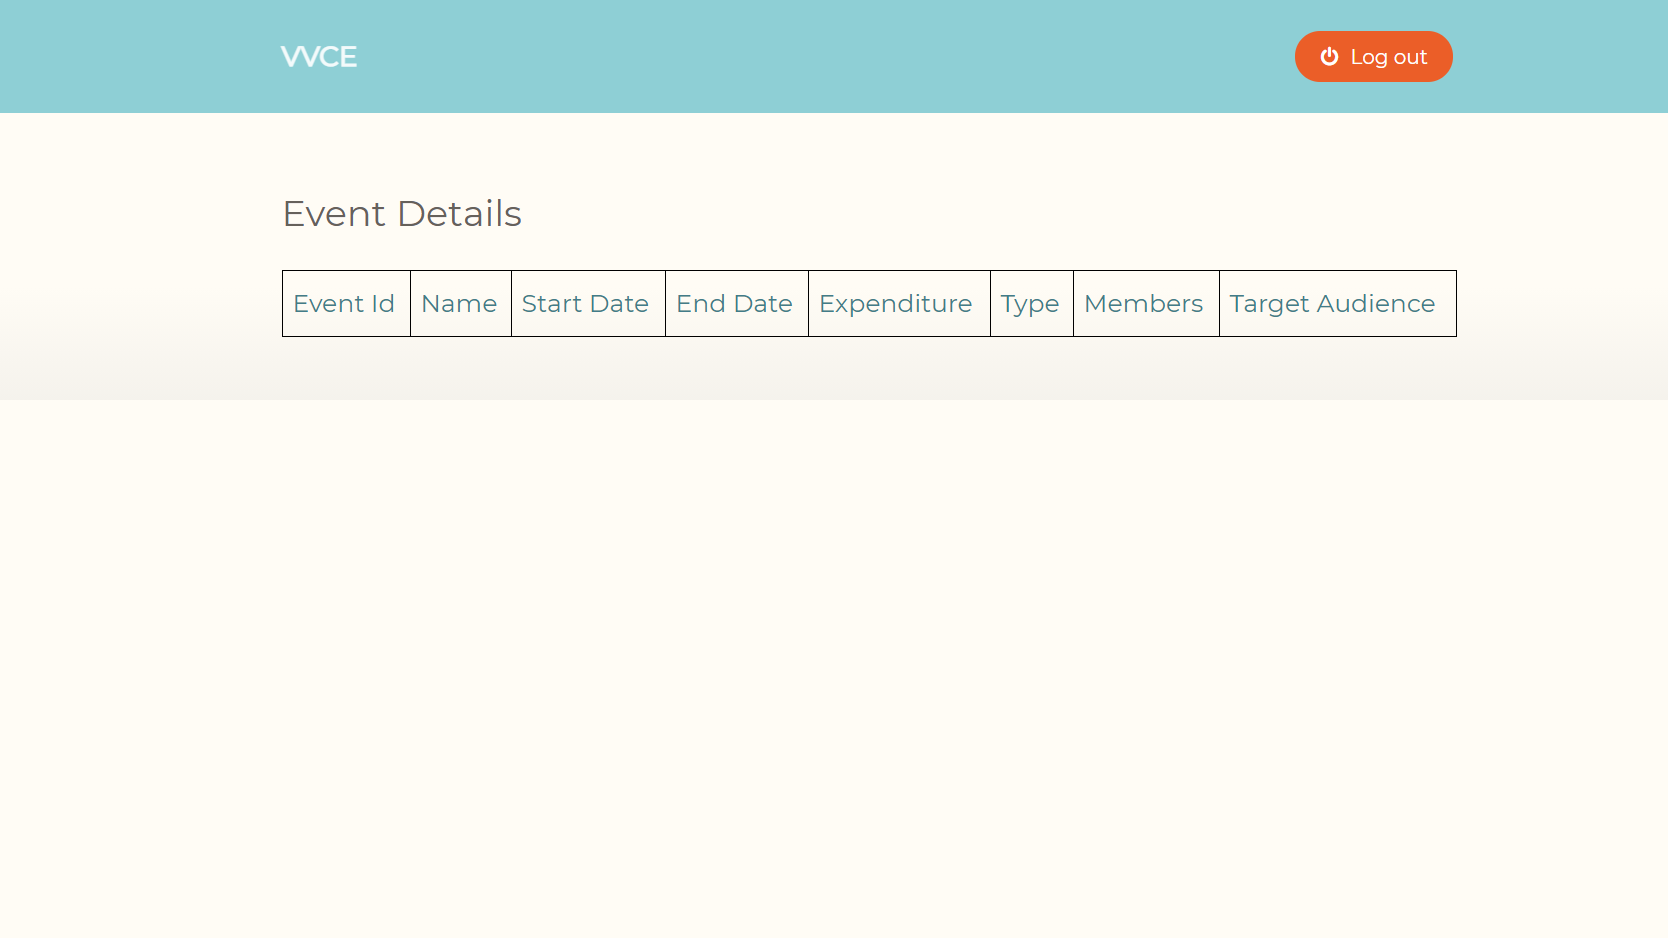 VVCE
Log out
Event Details
Event Id Name Start Date End Date Expenditure Type Members Target Audience